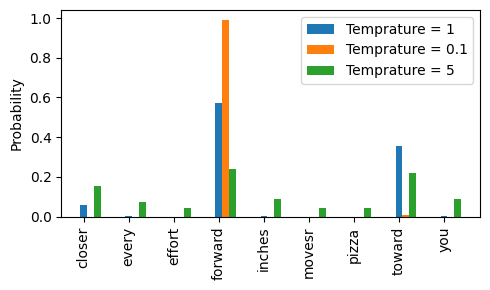 1.0
0.8
0.6
0.4
0.2
0.0
Probability
Temprature = 1
Temprature = 0.1
Temprature = 5
closer
every
effort
forward
inches
movesr
pizza
toward
you